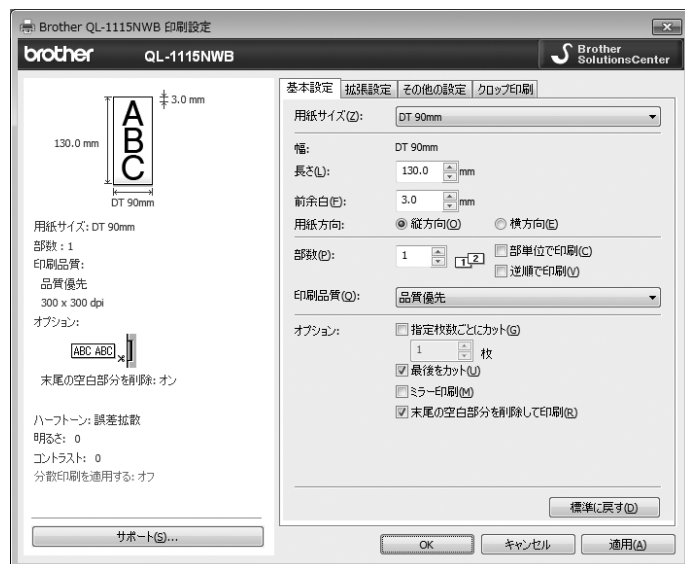 Brother QL-1115NWB 印刷設定
brother QL-1115NWB
Brother
SolutionsCenter
3.0 mm
130.0 mm
A
B
C
DT 90mm
用紙サイズ: DT 90mm
部数 : 1
印刷品質:
品質優先
300 x 300 dpi
オプション:
ABC ABC
末尾の空白部分を削除: オン
ハーフトーン: 誤差拡散
明るさ: 0
コントラスト: 0
分散印刷を適用する: オフ
サポート(S)...
基本設定 拡張設定 その他の設定 クロップ印刷
用紙サイズ(Z): DT 90mm
幅: DT 90mm
長さ(L): 130.0 mm
前余白(F): 3.0 mm
用紙方向: 縦方向(O) 横方向(E)
部数(P): 1 1 2 部単位で印刷(C)
逆順で印刷(V)
印刷品質(Q): 品質優先
オプション: 指定枚数ごとにカット(G)
1 枚
最後をカット(U)
ミラー印刷(M)
末尾の空白部分を削除して印刷(R)
標準に戻す(D)
OK キャンセル 適用(A)